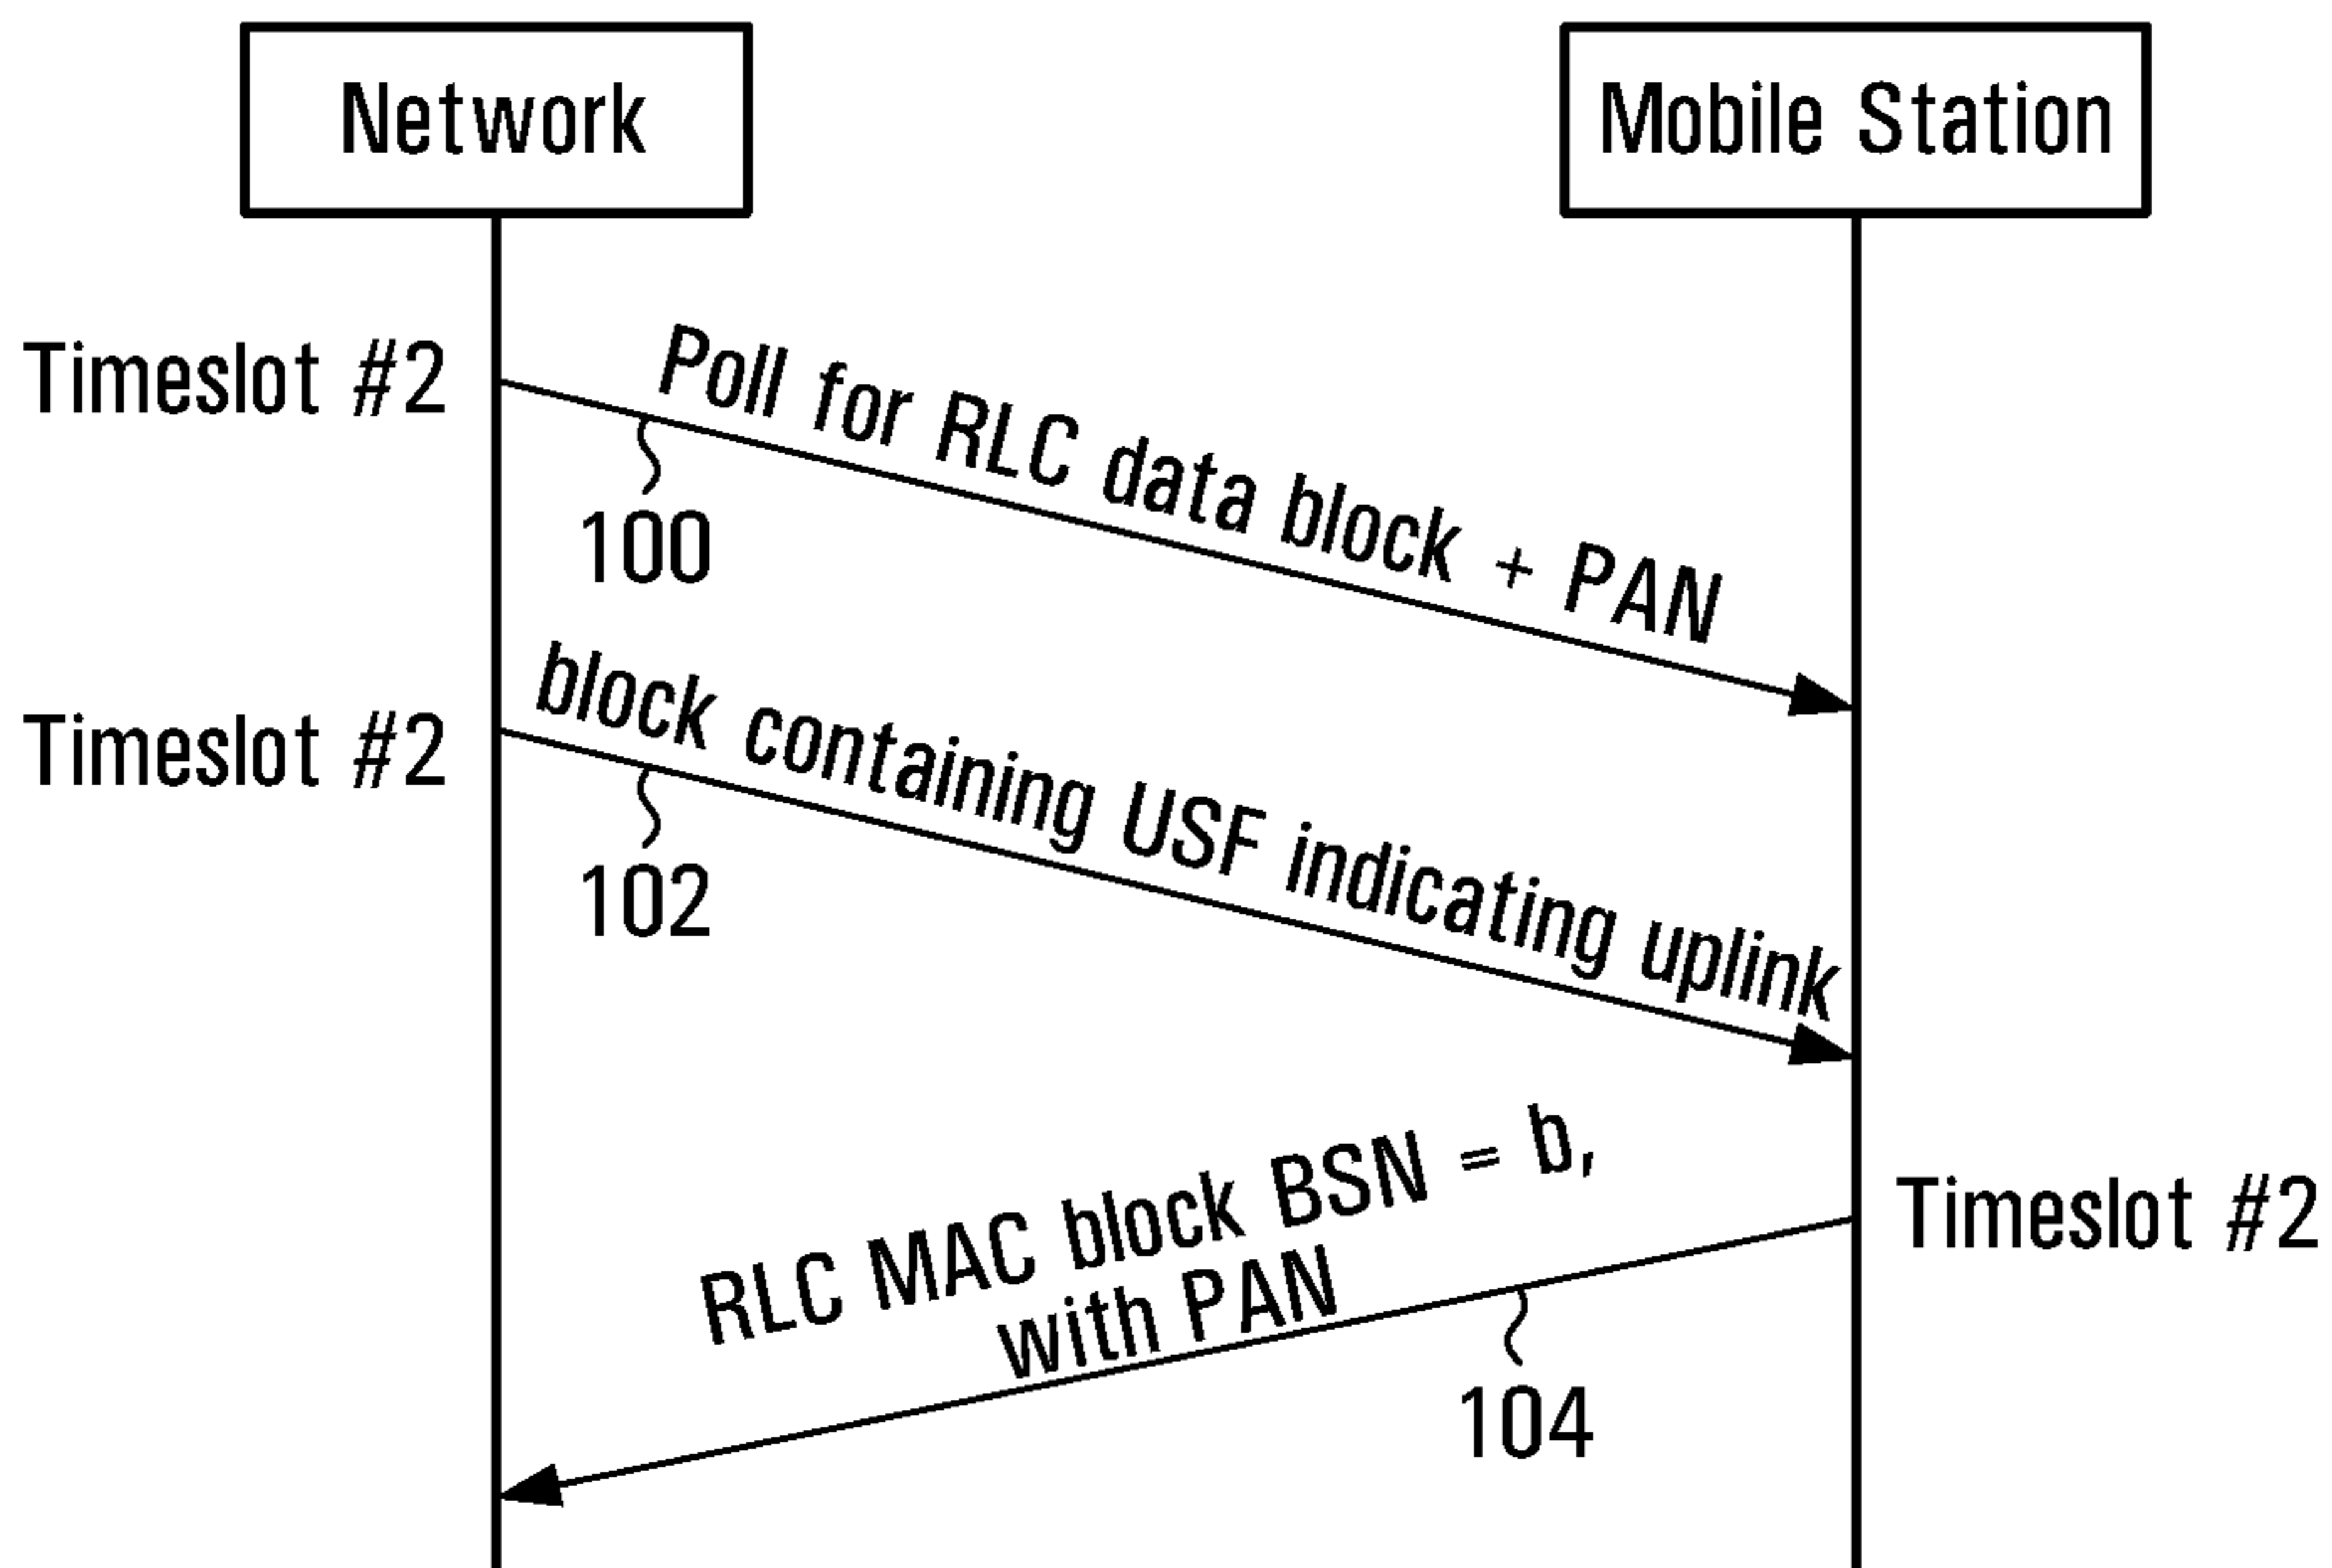 Network
Mobile Station
Timeslot #2
Poll for RLC data block + PAN
100
Timeslot #2
block containing USF indicating uplink
102
RLC MAC block BSN = b,
with PAN
Timeslot #2
104